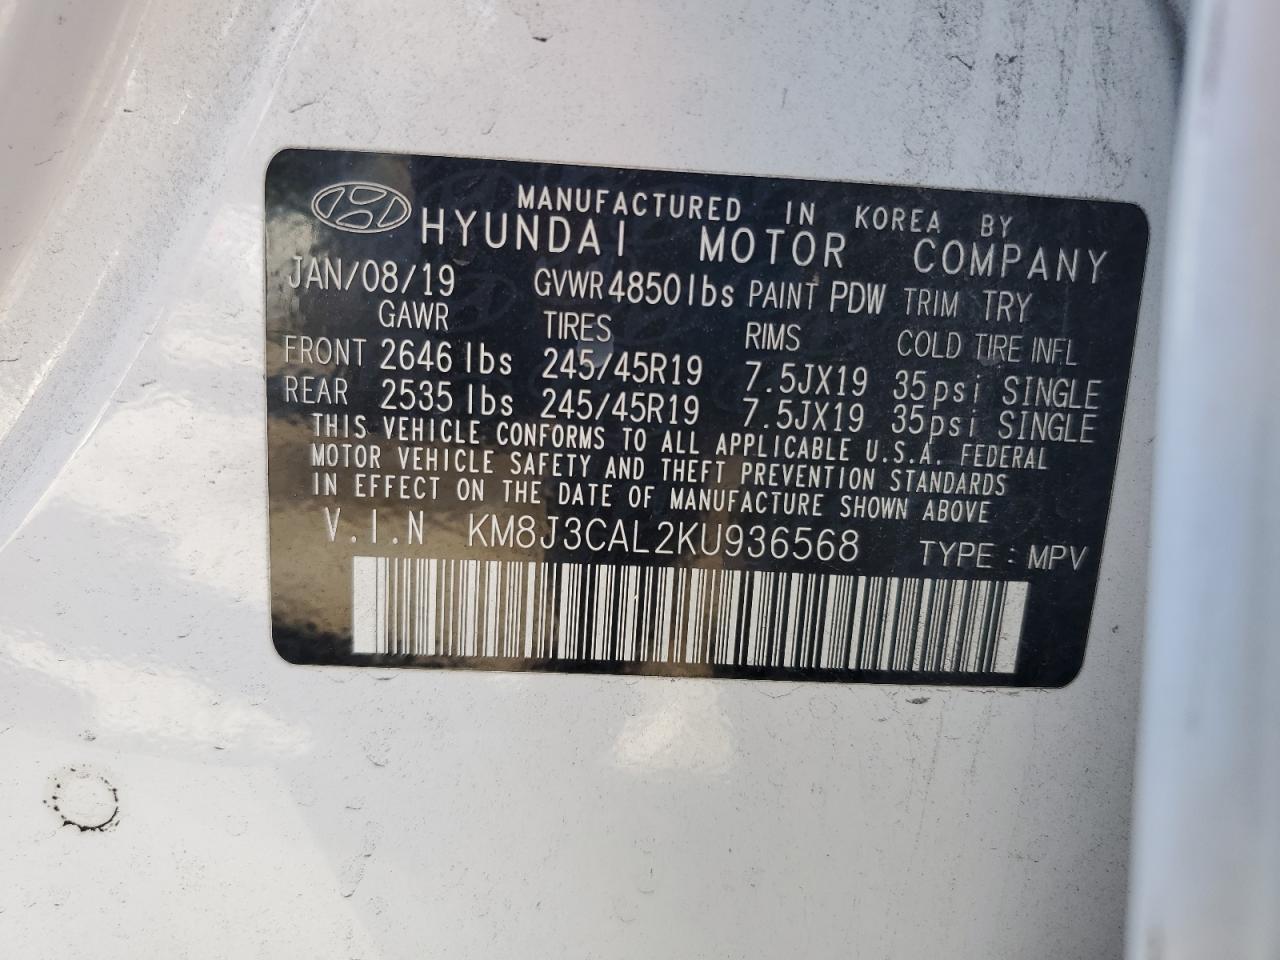 MANUFACTURED IN KOREA BY
HYUNDAI MOTOR COMPANY
JAN/08/19 GVWR 4850lbs PAINT PDW TRIM TRY
GAWR TIRES RIMS COLD TIRE INFL
FRONT 2646 lbs 245/45R19 7.5JX19 35psi SINGLE
REAR 2535 lbs 245/45R19 7.5JX19 35psi SINGLE
THIS VEHICLE CONFORMS TO ALL APPLICABLE U.S.A. FEDERAL
MOTOR VEHICLE SAFETY AND THEFT PREVENTION STANDARDS
IN EFFECT ON THE DATE OF MANUFACTURE SHOWN ABOVE
V.I.N KM8J3CAL2KU936568 TYPE : MPV